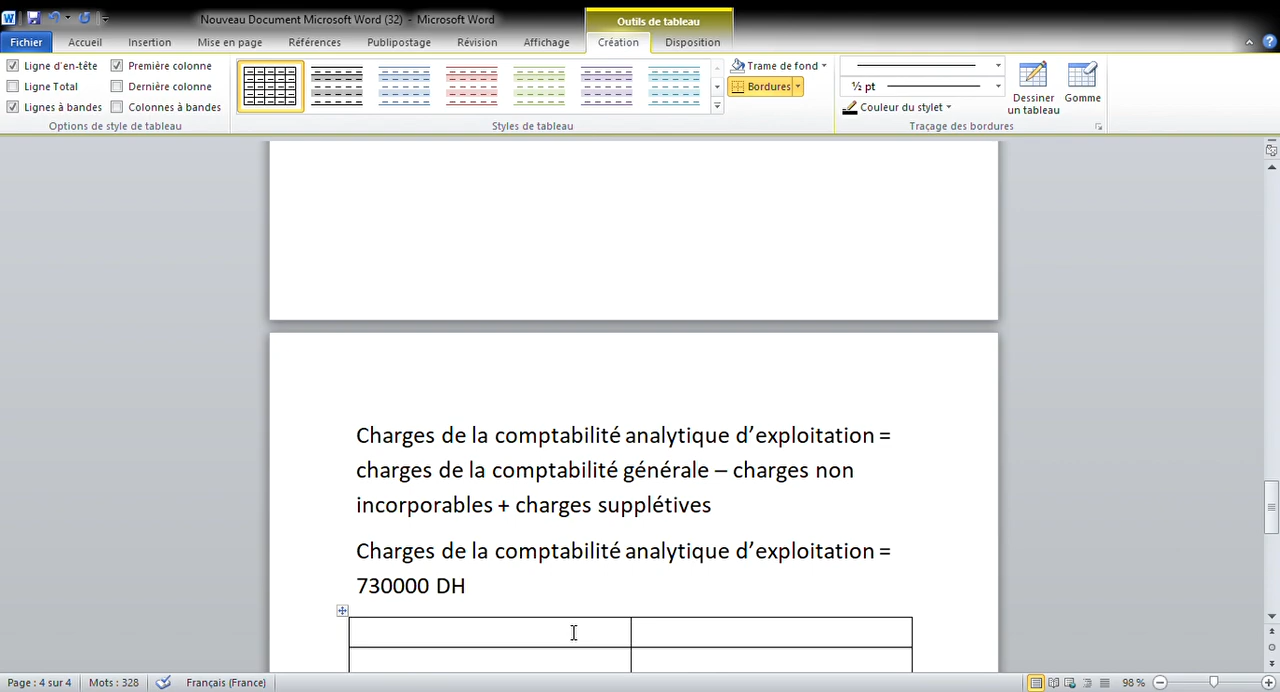 Nouveau Document Microsoft Word (32) - Microsoft Word
Outils de tableau
Fichier Accueil Insertion Mise en page Références Publipostage Révision Affichage Création Disposition
Ligne d'en-tête Première colonne
Ligne Total Dernière colonne
Lignes à bandes Colonnes à bandes
Options de style de tableau
Styles de tableau
Trame de fond
Bordures
½ pt
Couleur du stylet
Dessiner un tableau
Gomme
Traçage des bordures
Charges de la comptabilité analytique d’exploitation =
charges de la comptabilité générale – charges non
incorporables + charges supplétives
Charges de la comptabilité analytique d’exploitation =
730000 DH
Page : 4 sur 4 Mots : 328 Français (France) 98 %